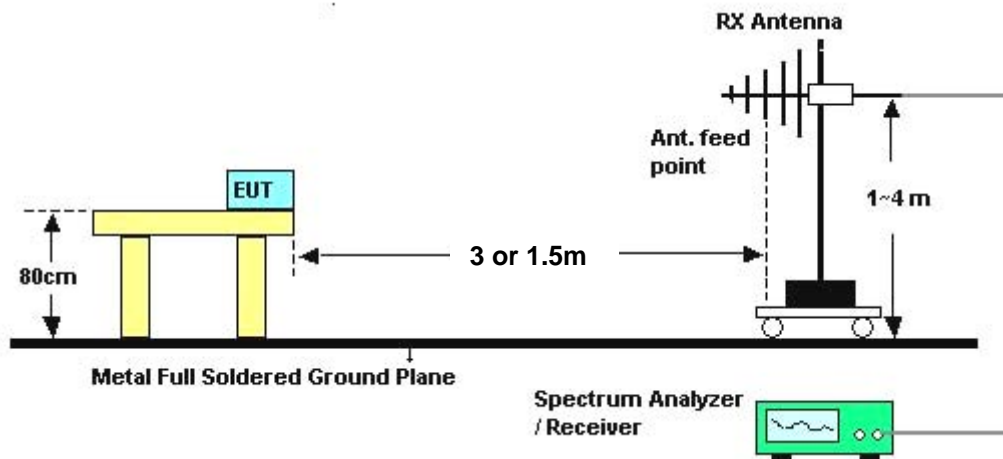 RX Antenna
Ant. feed
point
EUT
1~4 m
3 or 1.5m
80cm
Metal Full Soldered Ground Plane
Spectrum Analyzer
/ Receiver